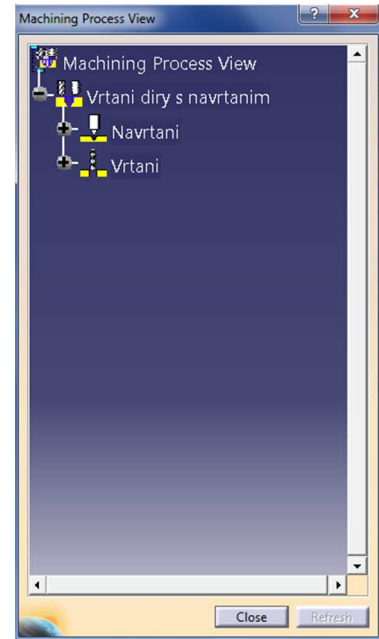 Machining Process View
Machining Process View
Vrtani diry s navrtanim
Navrtani
Vrtani
Close
Refresh